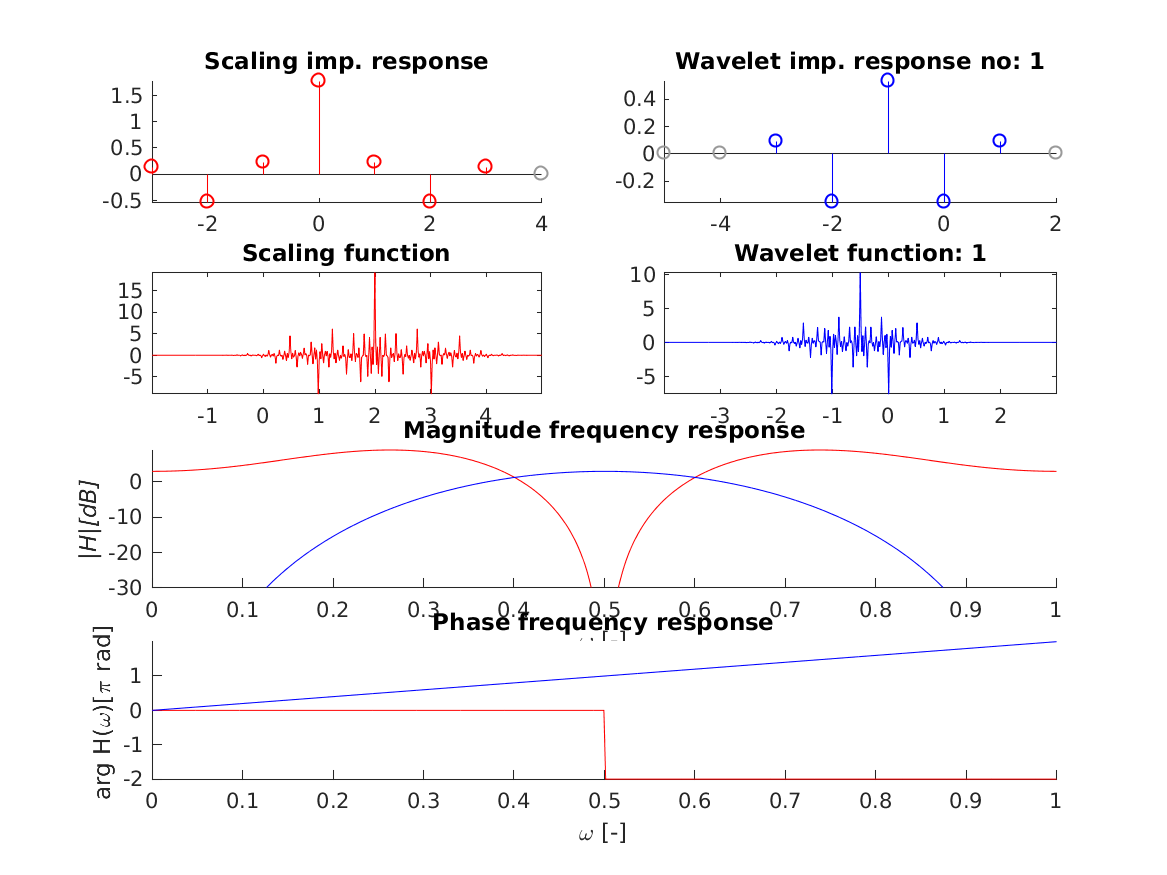 Scaling imp. response
1.5
1
0.5
0
-0.5
-2 0 2 4
Wavelet imp. response no: 1
0.4
0.2
0
-0.2
-4 -2 0 2
Scaling function
15
10
5
0
-5
-1 0 1 2 3 4
Wavelet function: 1
10
5
0
-5
-3 -2 -1 0 1 2
Magnitude frequency response
|H|[dB]
0
-10
-20
-30
0 0.1 0.2 0.3 0.4 0.5 0.6 0.7 0.8 0.9 1
Phase frequency response
arg H(ω)[π rad]
1
0
-1
-2
0 0.1 0.2 0.3 0.4 0.5 0.6 0.7 0.8 0.9 1
ω [-]